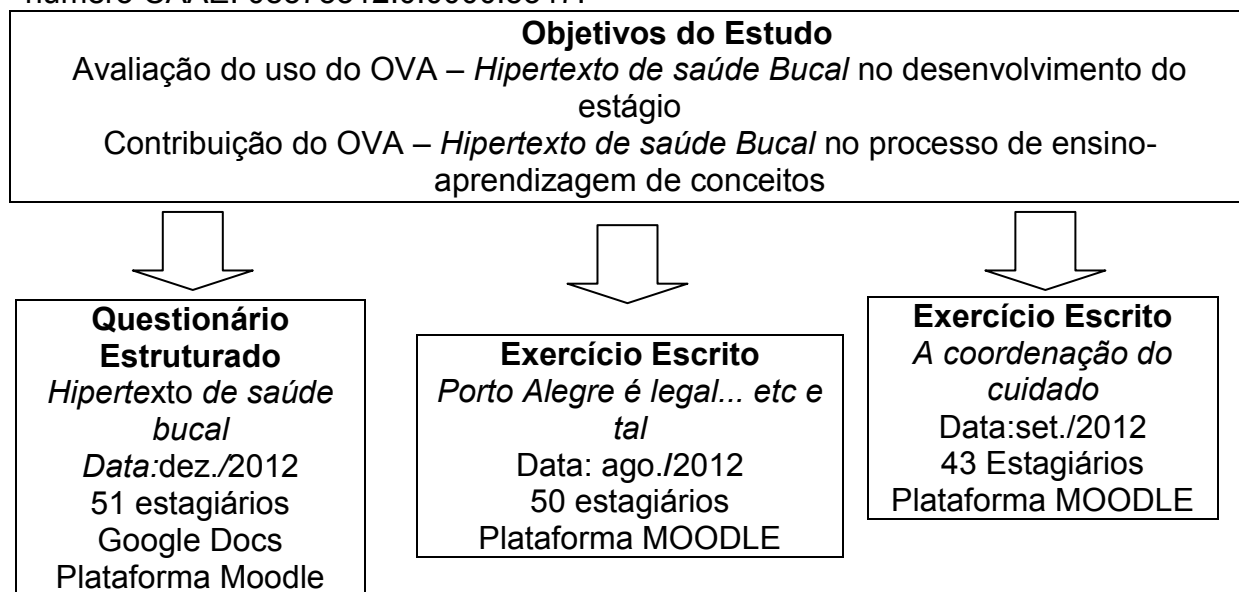 Objetivos do Estudo
Avaliação do uso do OVA – Hipertexto de saúde Bucal no desenvolvimento do
estágio
Contribuição do OVA – Hipertexto de saúde Bucal no processo de ensino-
aprendizagem de conceitos
Questionário
Estruturado
Hipertexto de saúde
bucal
Data:dez./2012
51 estagiários
Google Docs
Plataforma Moodle
Exercício Escrito
Porto Alegre é legal... etc e
tal
Data: ago./2012
50 estagiários
Plataforma MOODLE
Exercício Escrito
A coordenação do
cuidado
Data:set./2012
43 Estagiários
Plataforma MOODLE